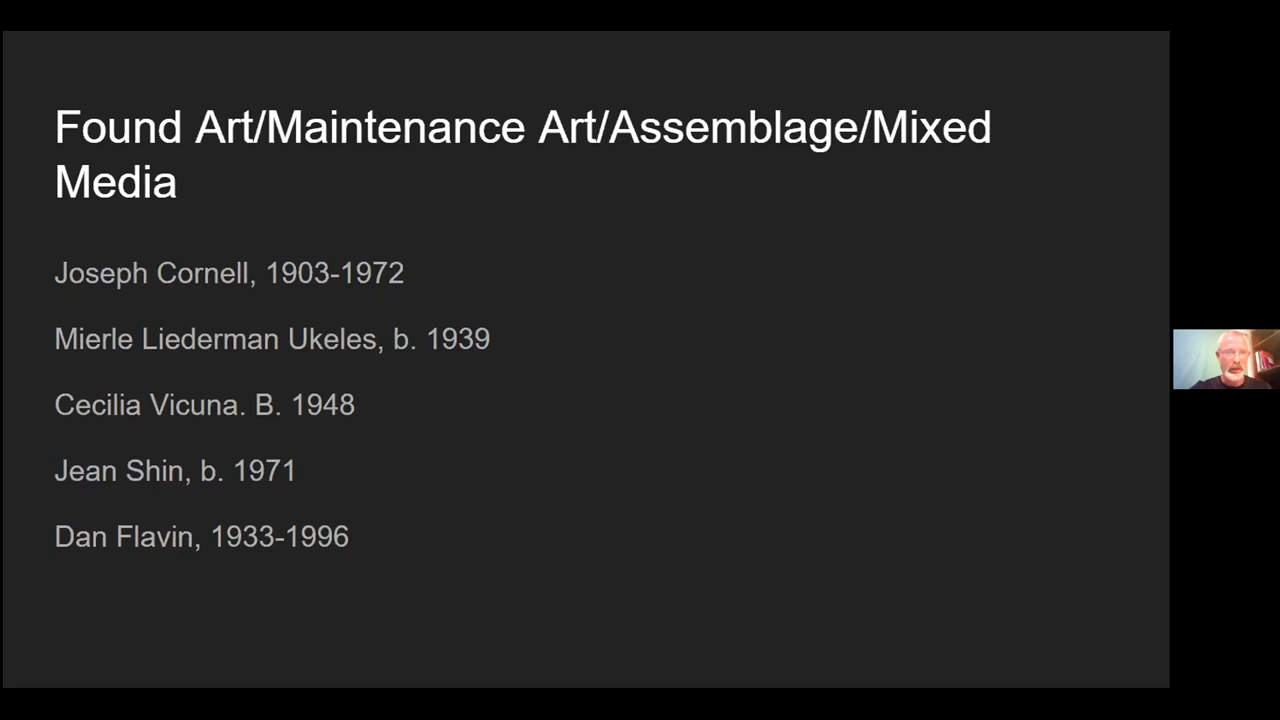 Found Art/Maintenance Art/Assemblage/Mixed
Media
Joseph Cornell, 1903-1972
Mierle Liederman Ukeles, b. 1939
Cecilia Vicuna. B. 1948
Jean Shin, b. 1971
Dan Flavin, 1933-1996